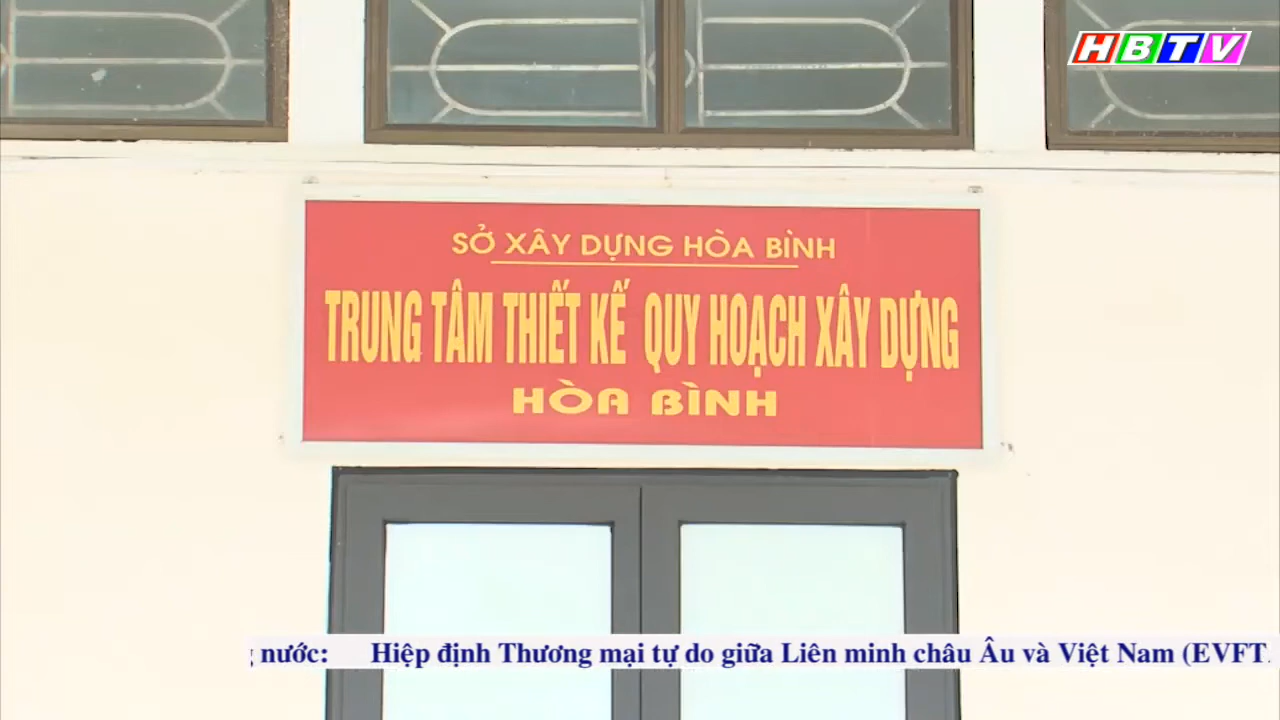 HBTV
SỞ XÂY DỰNG HÒA BÌNH
TRUNG TÂM THIẾT KẾ QUY HOẠCH XÂY DỰNG
HÒA BÌNH
nước: Hiệp định Thương mại tự do giữa Liên minh châu Âu và Việt Nam (EVFT